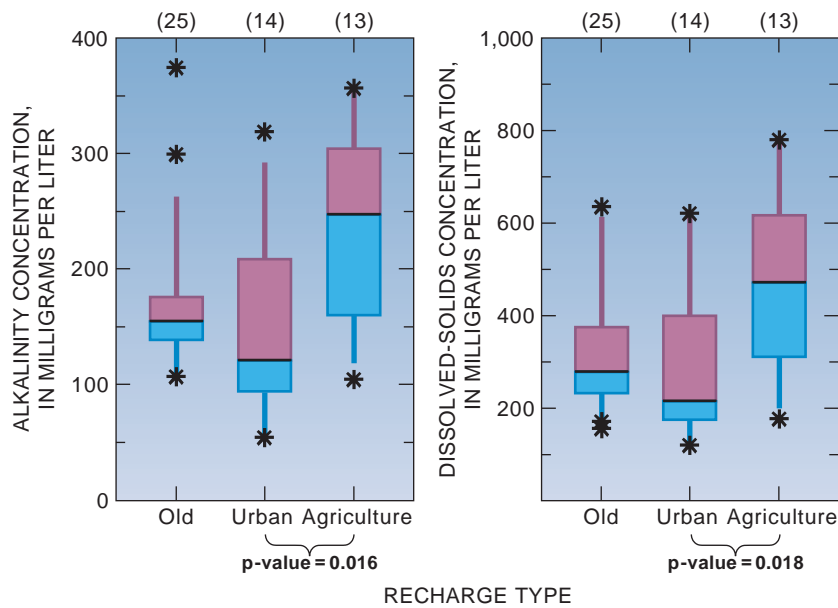 (25) (14) (13)
ALKALINITY CONCENTRATION,
IN MILLIGRAMS PER LITER
400
300
200
100
0
Old Urban Agriculture
p-value = 0.016
(25) (14) (13)
DISSOLVED-SOLIDS CONCENTRATION,
IN MILLIGRAMS PER LITER
1,000
800
600
400
200
Old Urban Agriculture
p-value = 0.018
RECHARGE TYPE